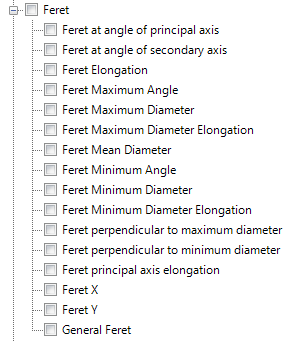 Feret
Feret at angle of principal axis
Feret at angle of secondary axis
Feret Elongation
Feret Maximum Angle
Feret Maximum Diameter
Feret Maximum Diameter Elongation
Feret Mean Diameter
Feret Minimum Angle
Feret Minimum Diameter
Feret Minimum Diameter Elongation
Feret perpendicular to maximum diameter
Feret perpendicular to minimum diameter
Feret principal axis elongation
Feret X
Feret Y
General Feret